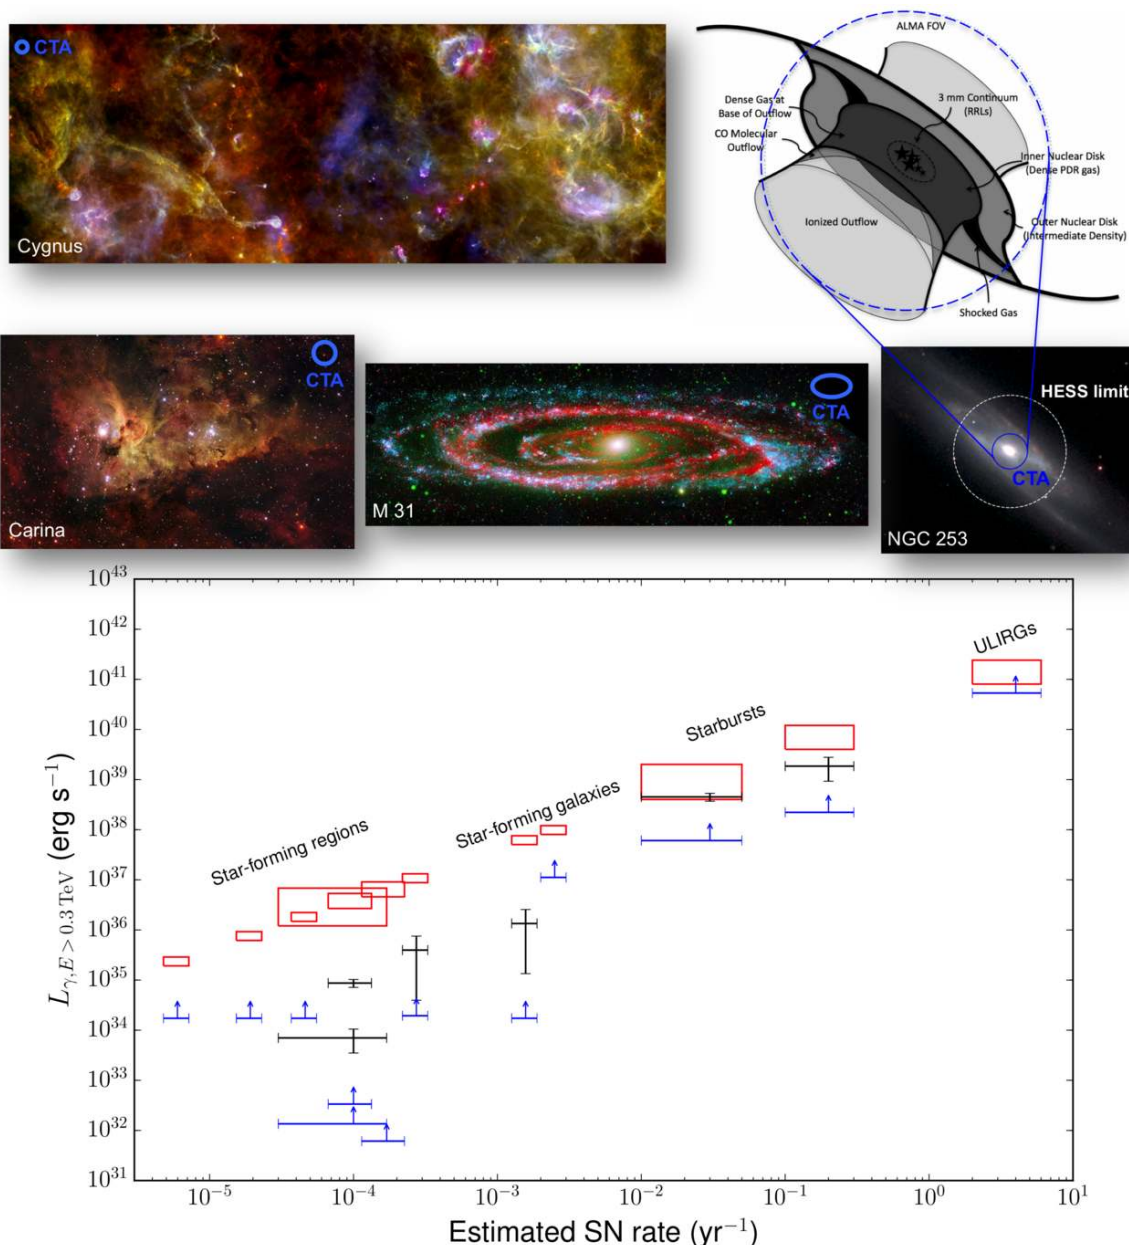 CTA
Cygnus
ALMA FOV
Dense Gas at
Base of Outflow
3 mm Continuum
(RRLs)
CO Molecular
Outflow
Inner Nuclear Disk
(Dense PDR gas)
Ionized Outflow
Outer Nuclear Disk
(Intermediate Density)
Shocked Gas
CTA
Carina
CTA
M 31
HESS limit
CTA
NGC 253
10^43
10^42
10^41
10^40
10^39
10^38
10^37
10^36
10^35
10^34
10^33
10^32
10^31
L_γ,E>0.3 TeV (erg s^−1)
ULIRGs
Starbursts
Star-forming galaxies
Star-forming regions
10^−5 10^−4 10^−3 10^−2 10^−1 10^0 10^1
Estimated SN rate (yr^−1)